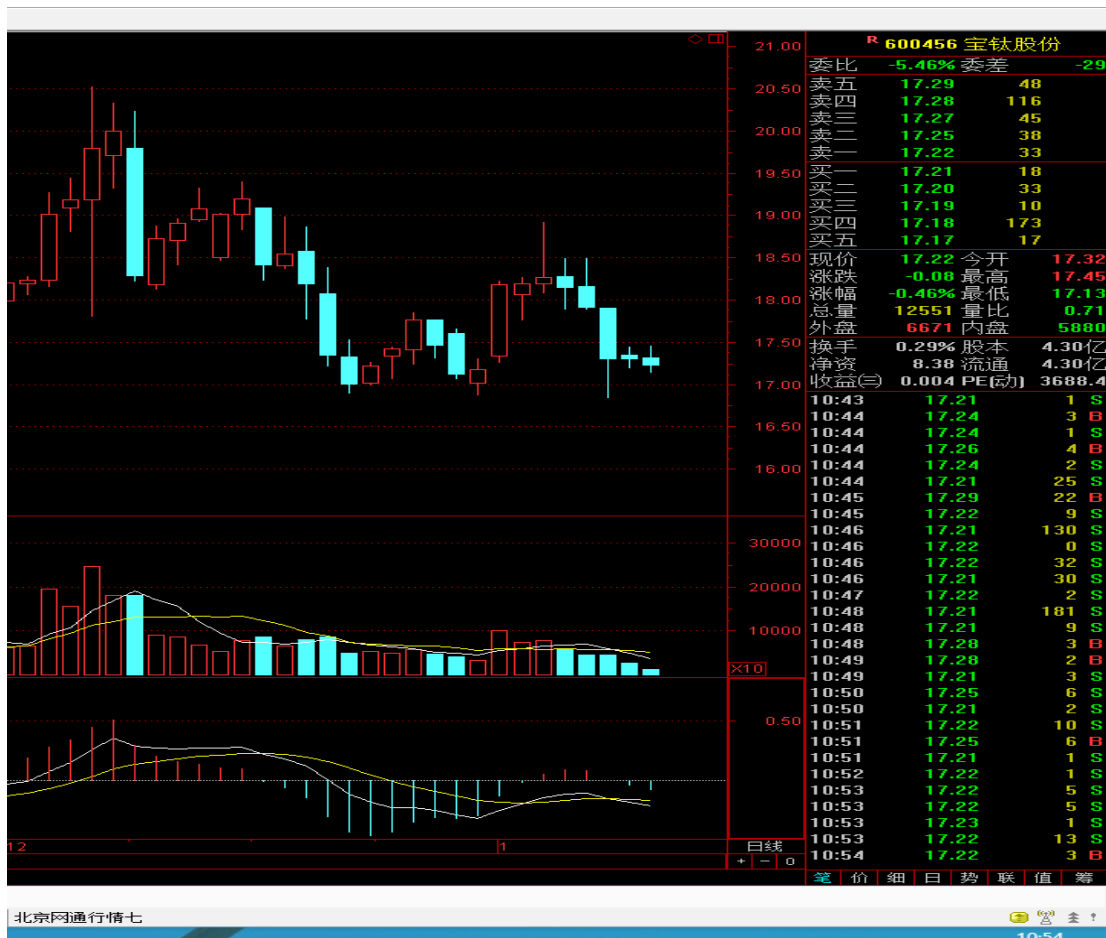 R 600456 宝钛股份
委比 -5.46% 委差 -29
卖五 17.29 48
卖四 17.28 116
卖三 17.27 45
卖二 17.25 38
卖一 17.22 33
买一 17.21 18
买二 17.20 33
买三 17.19 10
买四 17.18 173
买五 17.17 17
现价 17.22 今开 17.32
涨跌 -0.08 最高 17.45
涨幅 -0.46% 最低 17.13
总量 12551 量比 0.71
外盘 6671 内盘 5880
换手 0.29% 股本 4.30亿
净资 8.38 流通 4.30亿
收益(三) 0.004 PE(动) 3688.4
10:43 17.21 1 S
10:44 17.24 3 B
10:44 17.24 1 S
10:44 17.26 4 B
10:44 17.24 2 S
10:44 17.21 25 S
10:45 17.29 22 B
10:45 17.22 9 S
10:46 17.21 130 S
10:46 17.22 0 S
10:46 17.22 32 S
10:46 17.21 30 S
10:47 17.22 2 S
10:48 17.21 181 S
10:48 17.21 9 S
10:48 17.28 3 B
10:49 17.28 2 B
10:49 17.21 3 S
10:50 17.25 6 S
10:50 17.21 2 S
10:51 17.22 10 S
10:51 17.25 6 B
10:51 17.21 1 S
10:52 17.22 1 S
10:53 17.22 5 S
10:53 17.22 5 S
10:53 17.23 1 S
10:53 17.22 13 S
10:54 17.22 3 B
笔 价 细 日 势 联 值 筹
21.00
20.50
20.00
19.50
19.00
18.50
18.00
17.50
17.00
16.50
16.00
30000
20000
10000
X10
0.50
12 1 日线
+ - 0
北京网通行情七
10:54